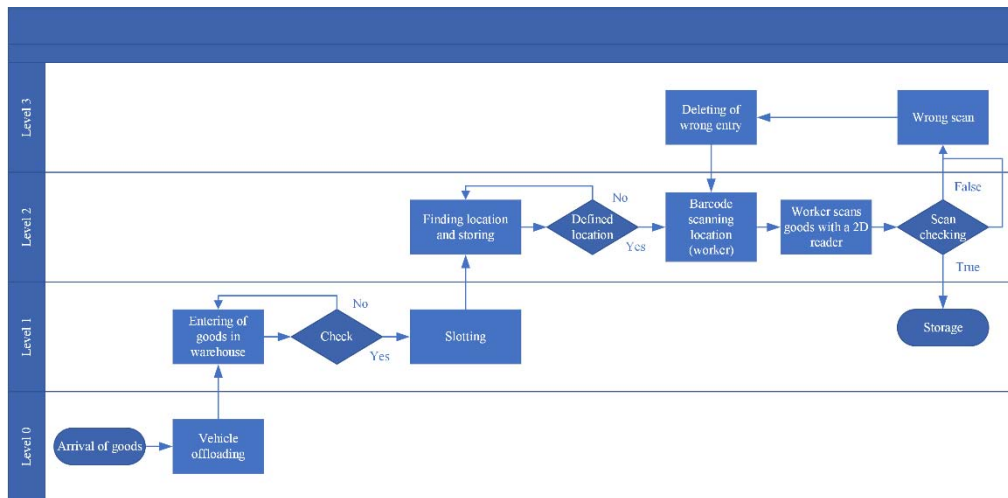 Level 3
Deleting of
wrong entry
Wrong scan
Level 2
Finding location
and storing
No
Defined
location
Yes
Barcode
scanning
location
(worker)
Worker scans
goods with a 2D
reader
False
Scan
checking
True
Level 1
Entering of
goods in
warehouse
No
Check
Yes
Slotting
Storage
Level 0
Arrival of goods
Vehicle
offloading